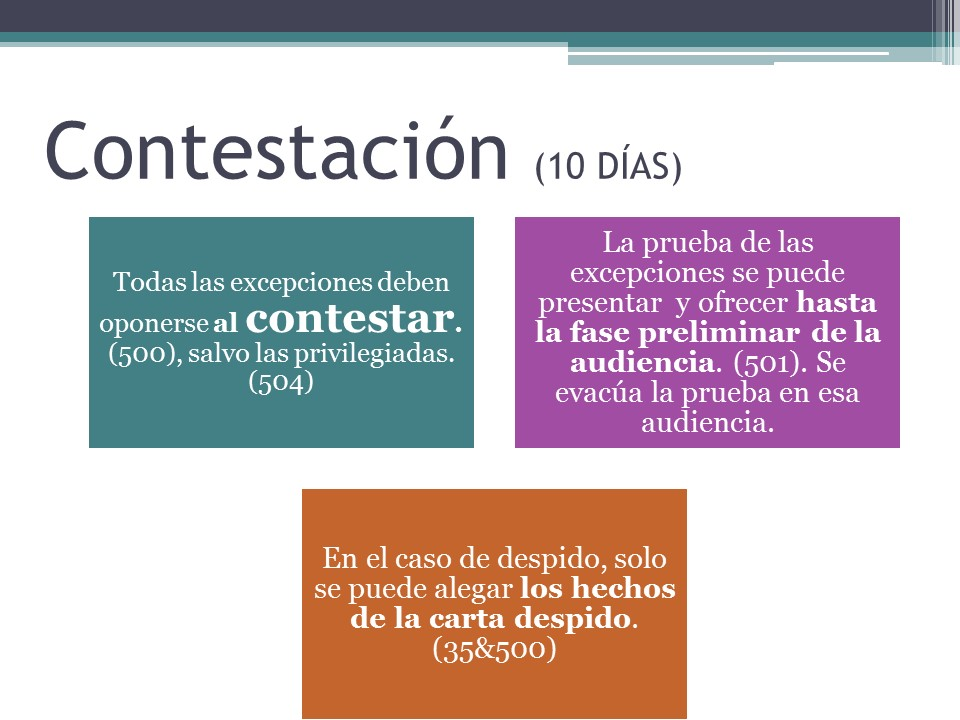 Contestación (10 DÍAS)
Todas las excepciones deben
oponerse al contestar.
(500), salvo las privilegiadas.
(504)
La prueba de las
excepciones se puede
presentar y ofrecer hasta
la fase preliminar de la
audiencia. (501). Se
evacúa la prueba en esa
audiencia.
En el caso de despido, solo
se puede alegar los hechos
de la carta despido.
(35&500)